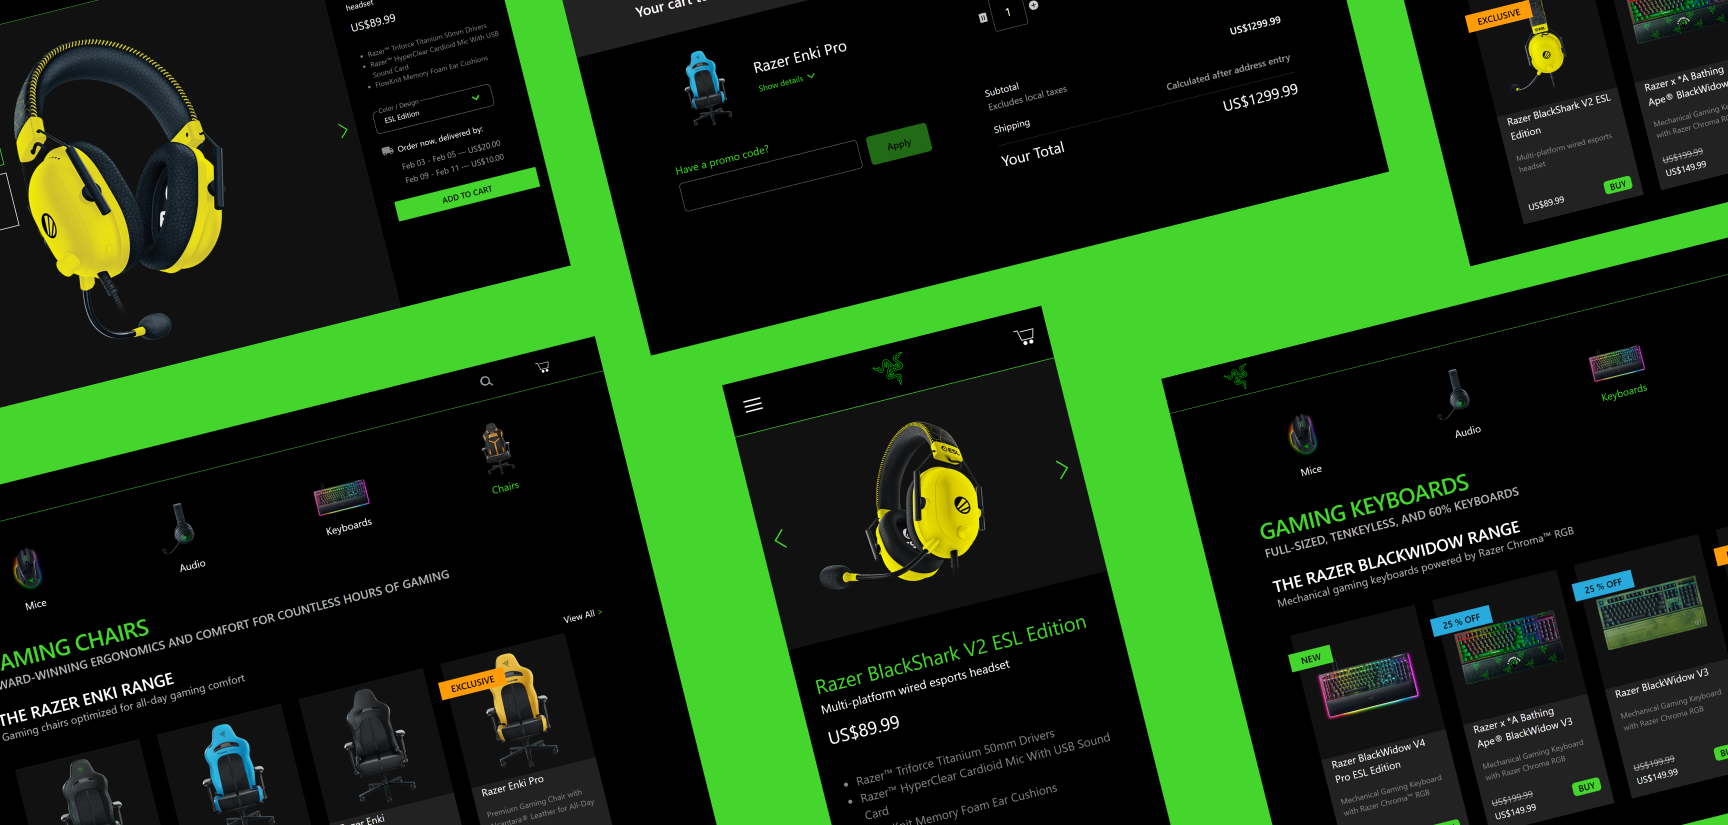 headset
US$89.99
Razer™ Triforce Titanium 50mm Drivers
Razer™ HyperClear Cardioid Mic With USB
Sound Card
FlowKnit Memory Foam Ear Cushions
Color / Design
ESL Edition
Order now, delivered by:
Feb 03 - Feb 05 — US$20.00
Feb 09 - Feb 11 — US$10.00
ADD TO CART
Your cart to
Razer Enki Pro
Show details
1
US$1299.99
Subtotal
Excludes local taxes
Calculated after address entry
Shipping
US$1299.99
Your Total
Have a promo code?
Apply
EXCLUSIVE
Razer BlackShark V2 ESL
Edition
Multi-platform wired esports
headset
US$89.99
BUY
Razer x *A Bathing
Ape® BlackWidow
Mechanical Gaming Ke
with Razer Chroma RGB
US$199.99
US$149.99
Mice
Audio
Keyboards
Chairs
AMING CHAIRS
WARD-WINNING ERGONOMICS AND COMFORT FOR COUNTLESS HOURS OF GAMING
THE RAZER ENKI RANGE
Gaming chairs optimized for all-day gaming comfort
View All >
EXCLUSIVE
Razer Enki Pro
Premium Gaming Chair with
Alcantara® Leather for All-Day
Razer Enki
ESL
Razer BlackShark V2 ESL Edition
Multi-platform wired esports headset
US$89.99
Razer™ Triforce Titanium 50mm Drivers
Razer™ HyperClear Cardioid Mic With USB Sound
Card
Knit Memory Foam Ear Cushions
Mice
Audio
Keyboards
GAMING KEYBOARDS
FULL-SIZED, TENKEYLESS, AND 60% KEYBOARDS
THE RAZER BLACKWIDOW RANGE
Mechanical gaming keyboards powered by Razer Chroma™ RGB
NEW
Razer BlackWidow V4
Pro ESL Edition
Mechanical Gaming Keyboard
with Razer Chroma™ RGB
25 % OFF
Razer x *A Bathing
Ape® BlackWidow V3
Mechanical Gaming Keyboard
with Razer Chroma RGB
US$199.99
US$149.99
BUY
25 % OFF
Razer BlackWidow V3
Mechanical Gaming Keyboard
with Razer Chroma RGB
US$199.99
US$149.99